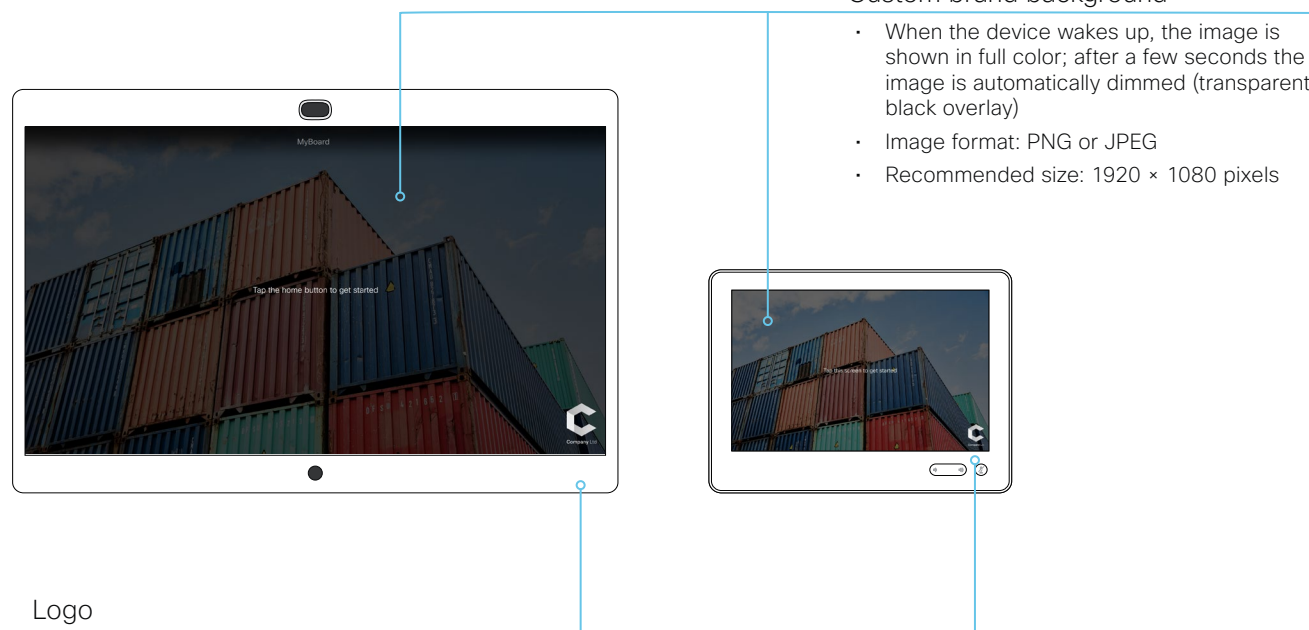 Custom brand background
• When the device wakes up, the image is
shown in full color; after a few seconds the
image is automatically dimmed (transparent
black overlay)
• Image format: PNG or JPEG
• Recommended size: 1920 × 1080 pixels
MyBoard
Tap the home button to get started
Company Ltd
Tap the screen to get started
Logo